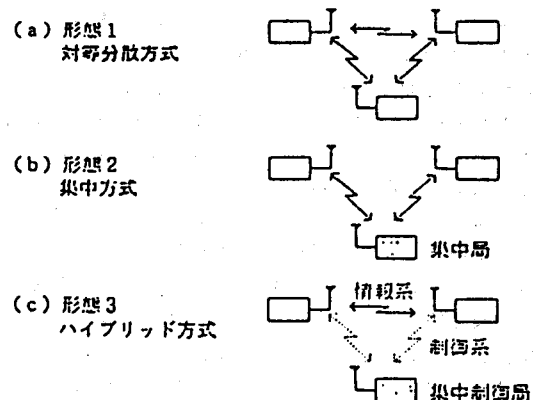 (a) 形態1
対等分散方式
(b) 形態2
集中方式
集中局
(c) 形態3
ハイブリッド方式
情報系
制御系
集中制御局